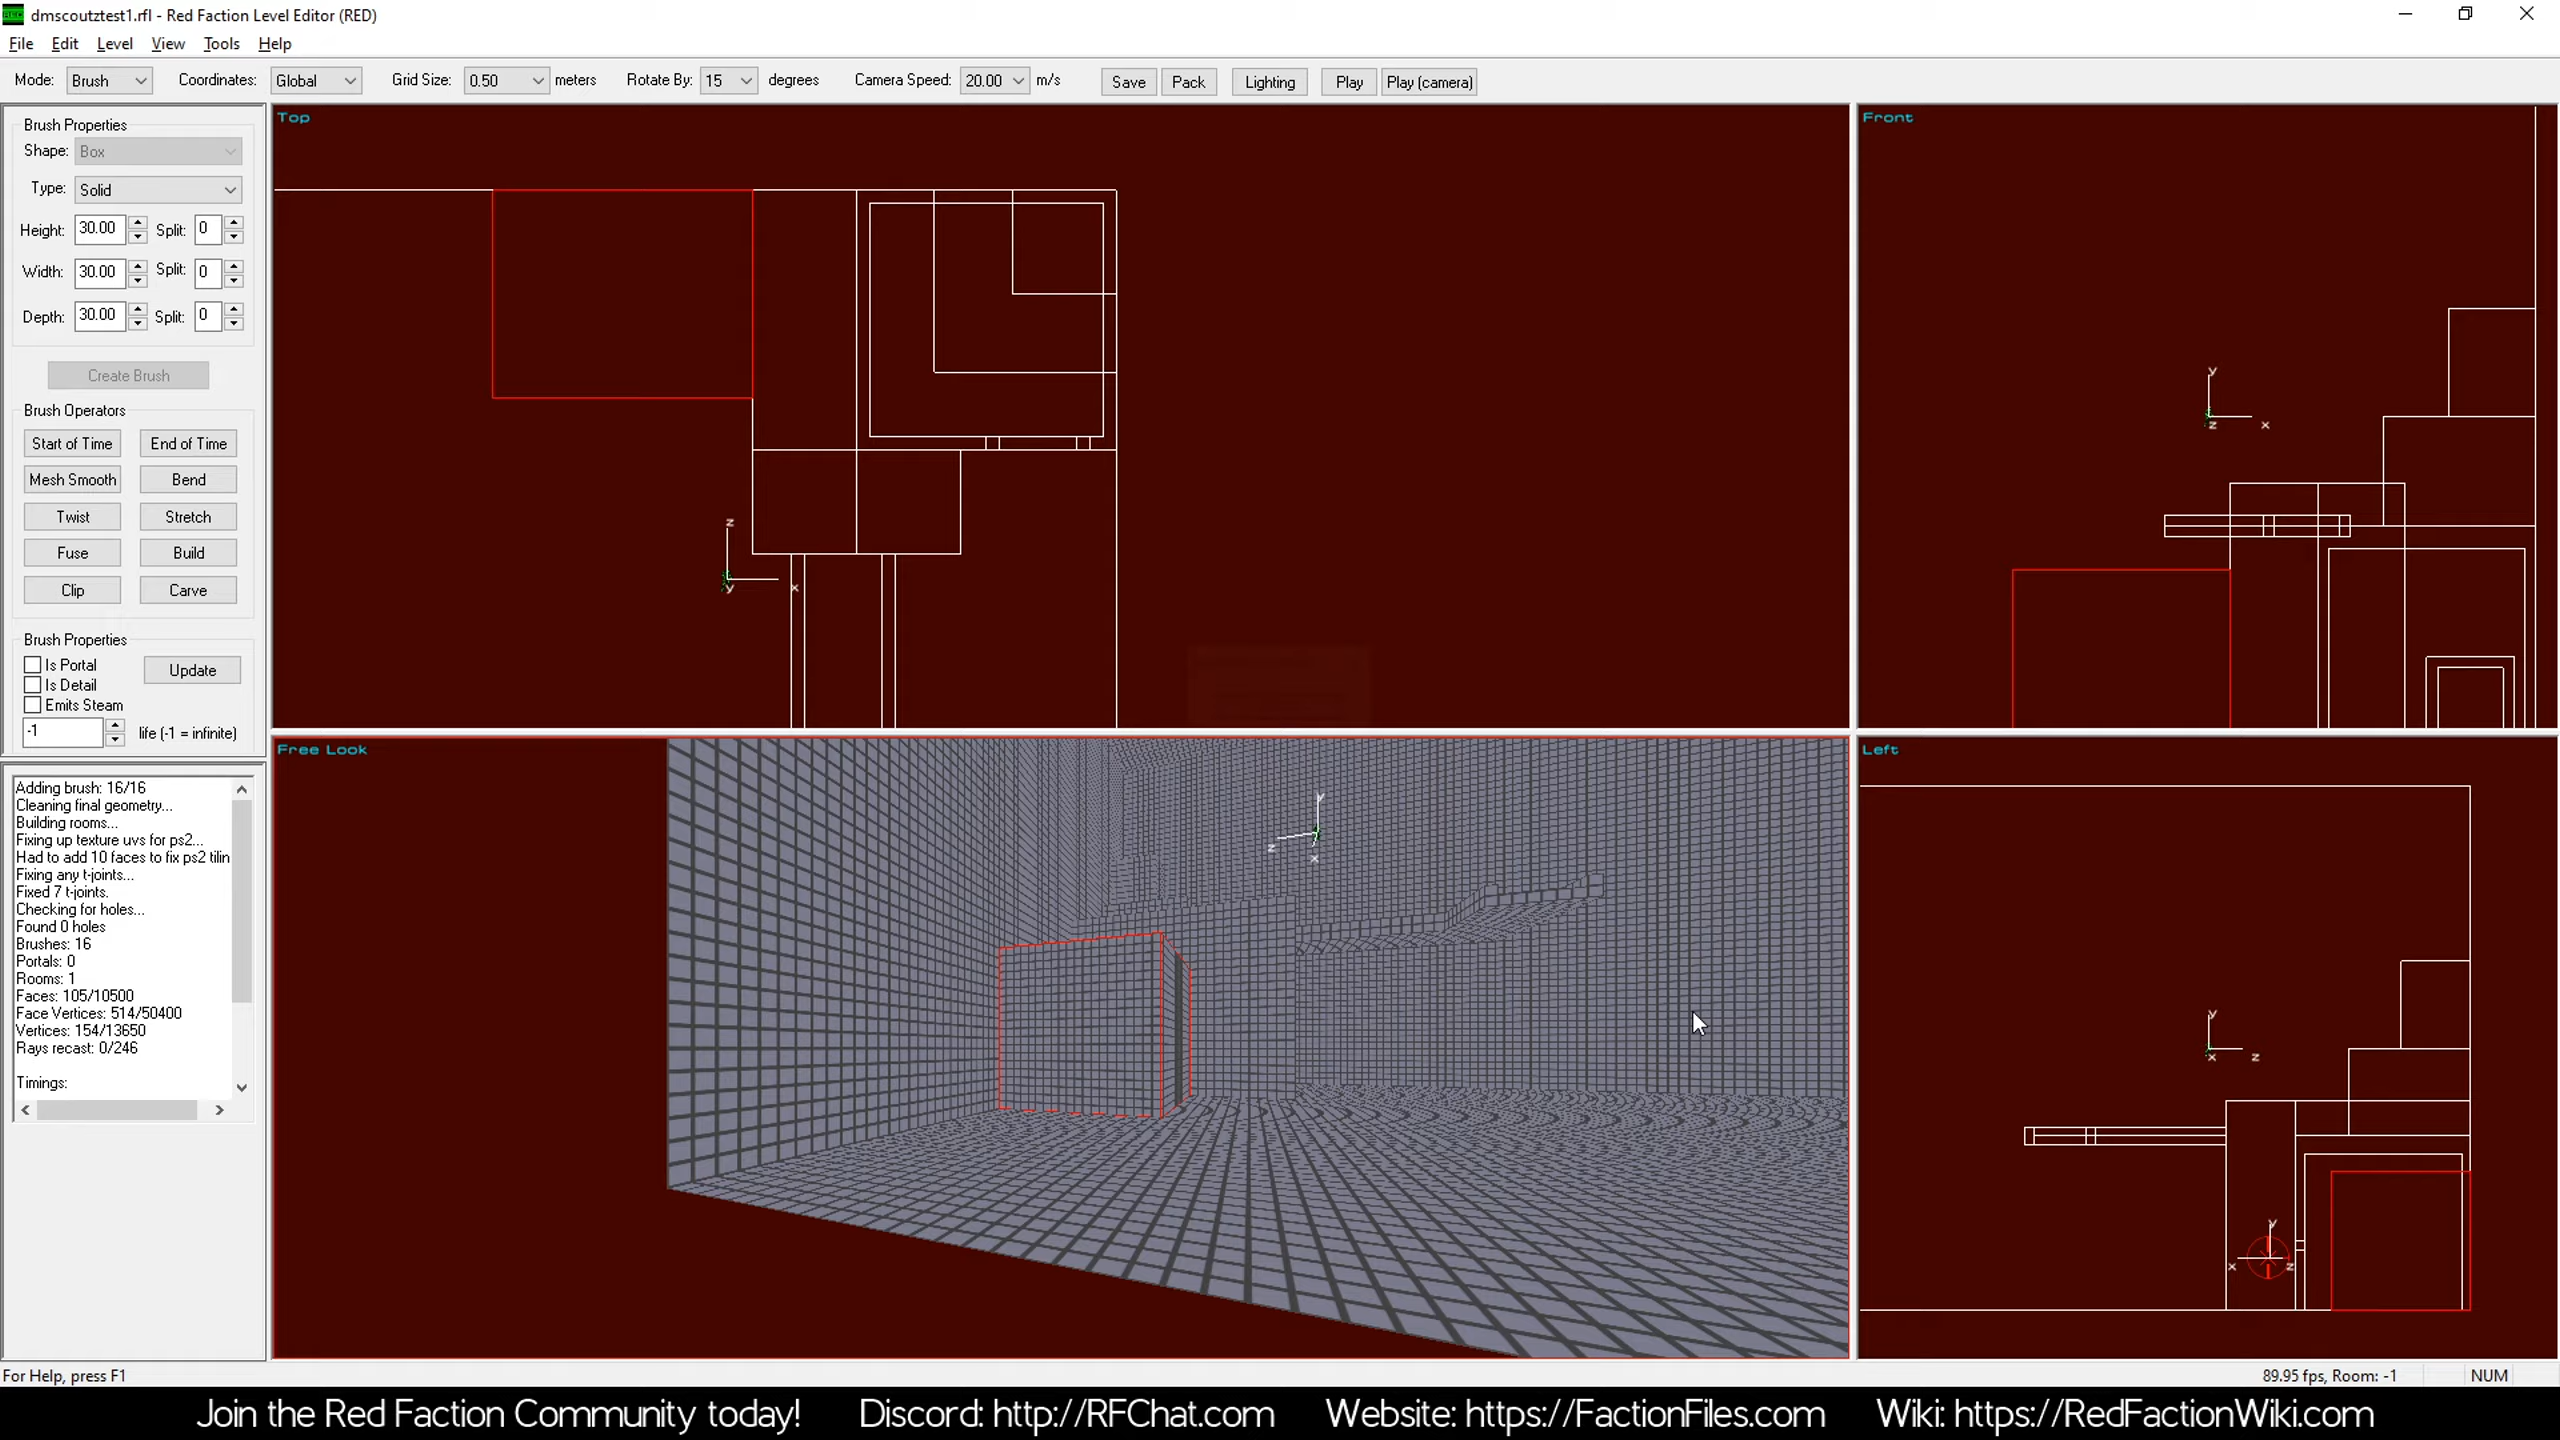 dmscoutztest1.rfl - Red Faction Level Editor (RED)
File Edit Level View Tools Help
Mode: Brush Coordinates: Global Grid Size: 0.50 meters Rotate By: 15 degrees Camera Speed: 20.00 m/s Save Pack Lighting Play Play (camera)
Brush Properties
Shape: Box
Type: Solid
Height: 30.00 Split: 0
Width: 30.00 Split: 0
Depth: 30.00 Split: 0
Create Brush
Brush Operators
Start of Time End of Time
Mesh Smooth Bend
Twist Stretch
Fuse Build
Clip Carve
Brush Properties
Is Portal Update
Is Detail
Emits Steam
-1 life (-1 = infinite)
Adding brush: 16/16
Cleaning final geometry...
Building rooms...
Fixing up texture uvs for ps2...
Had to add 10 faces to fix ps2 tilin
Fixing any t-joints...
Fixed 7 t-joints.
Checking for holes...
Found 0 holes
Brushes: 16
Portals: 0
Rooms: 1
Faces: 105/10500
Face Vertices: 514/50400
Vertices: 154/13650
Rays recast: 0/246
Timings:
Top
z
y x
Front
y
z x
Free Look
y
z
x
Left
y
x z
y
x z
For Help, press F1
89.95 fps, Room: -1 NUM
Join the Red Faction Community today! Discord: http://RFChat.com Website: https://FactionFiles.com Wiki: https://RedFactionWiki.com